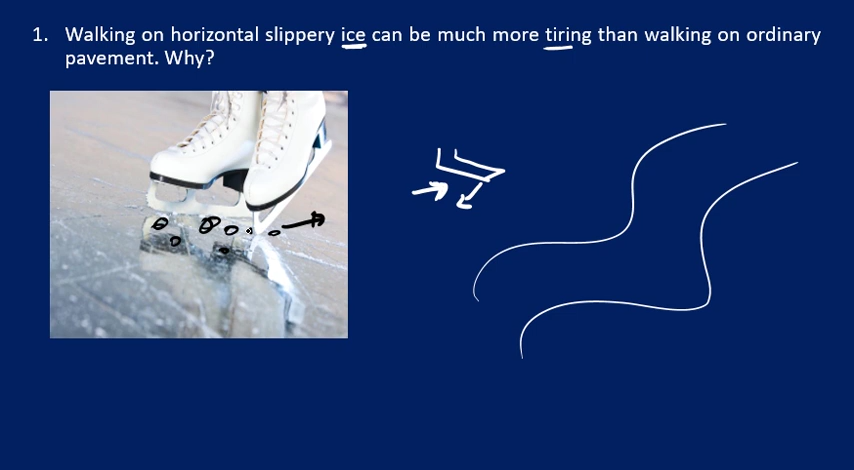 1. Walking on horizontal slippery ice can be much more tiring than walking on ordinary
pavement. Why?